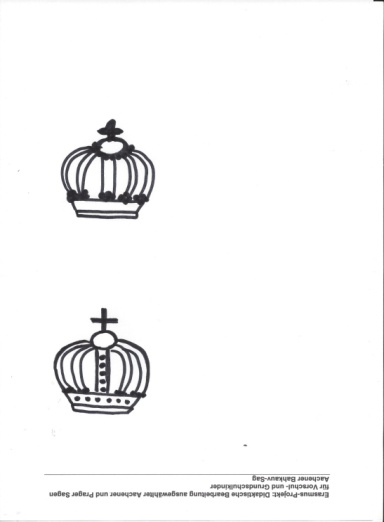 Erasmus-Projekt: Didaktische Bearbeitung ausgewählter Aachener und Prager Sagen
für Vorschul- und Grundschulkinder
Aachener Bahkauv-Sag